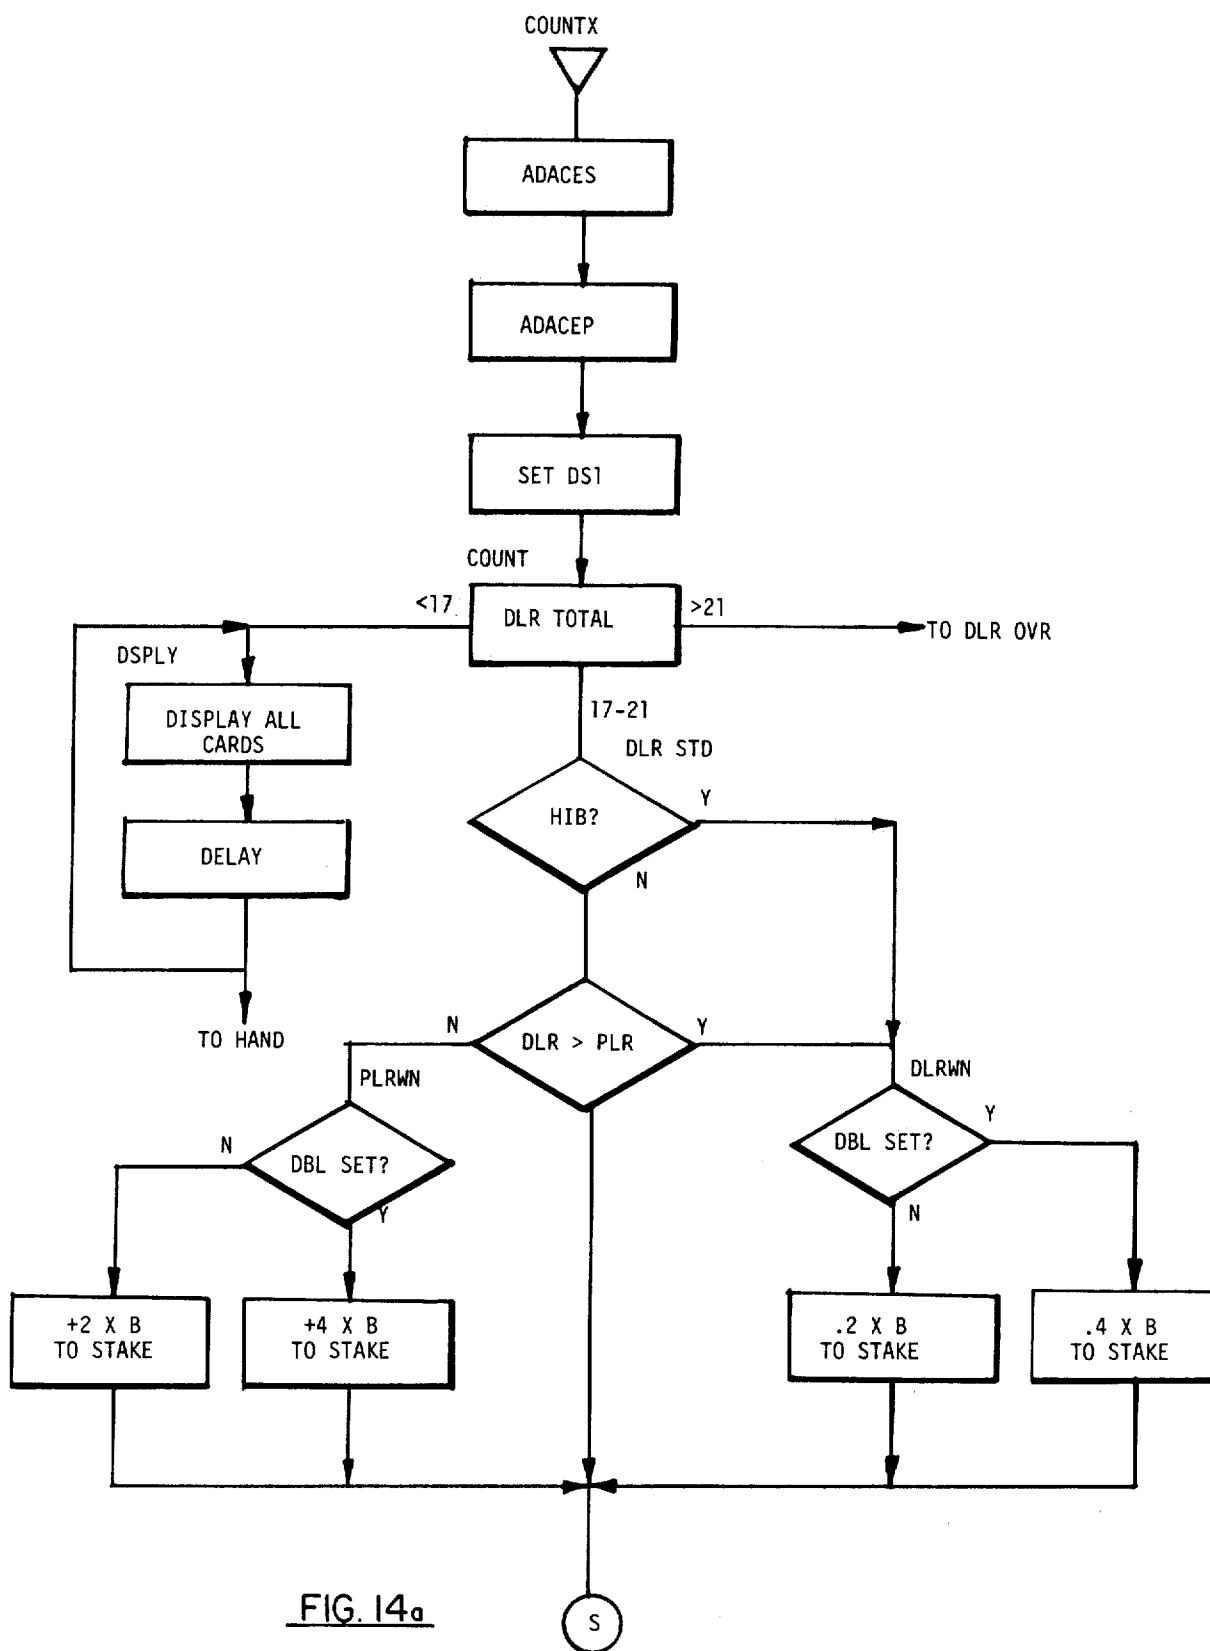 COUNTX
ADACES
ADACEP
SET DS1
COUNT
<17
DLR TOTAL
>21
TO DLR OVR
DSPLY
17-21
DISPLAY ALL
CARDS
DLR STD
HIB?
Y
N
DELAY
TO HAND
N
DLR > PLR
Y
PLRWN
DLRWN
N
DBL SET?
Y
DBL SET?
Y
N
+2 X B
TO STAKE
+4 X B
TO STAKE
.2 X B
TO STAKE
.4 X B
TO STAKE
FIG. 14a
S